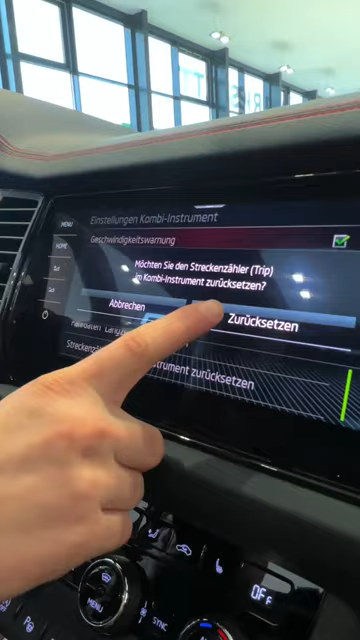 MENU
Einstellungen Kombi-Instrument
HOME
Geschwindigkeitswarnung
Möchten Sie den Streckenzähler (Trip)
im Kombi-Instrument zurücksetzen?
Abbrechen
Zurücksetzen
strument zurücksetzen
MENU
SYNC
OFF